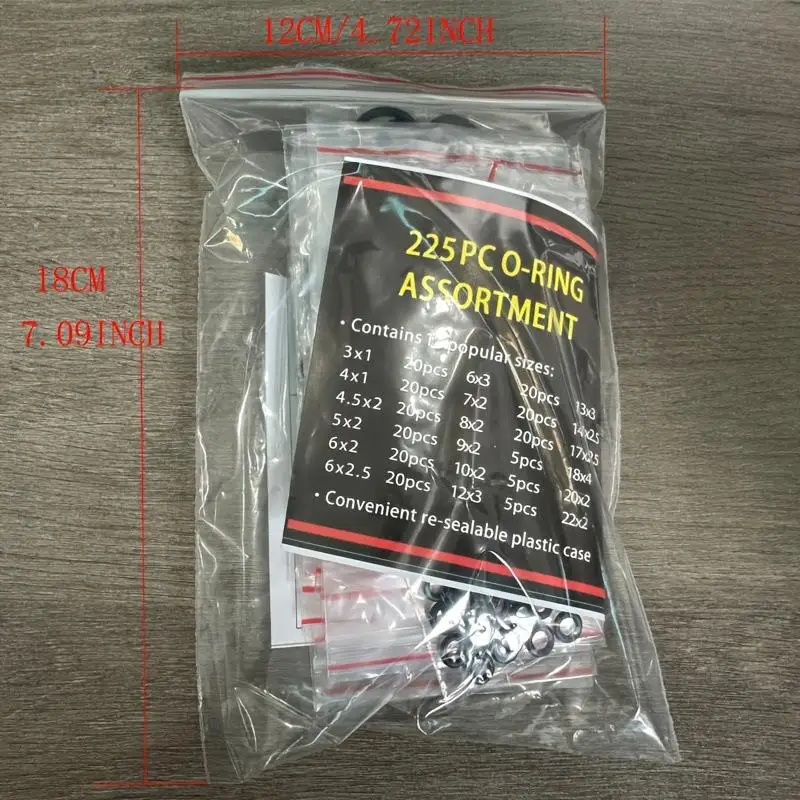 12CM/4.72INCH
18CM
7.09INCH
225PC O-RING
ASSORTMENT
• Contains popular sizes:
3x1 20pcs 6x3 20pcs 13x3
4x1 20pcs 7x2 20pcs 14x2.5
4.5x2 20pcs 8x2 20pcs 17x2.5
5x2 20pcs 9x2 5pcs 18x4
6x2 20pcs 10x2 5pcs 20x2
6x2.5 20pcs 12x3 5pcs 22x2
• Convenient re-sealable plastic case